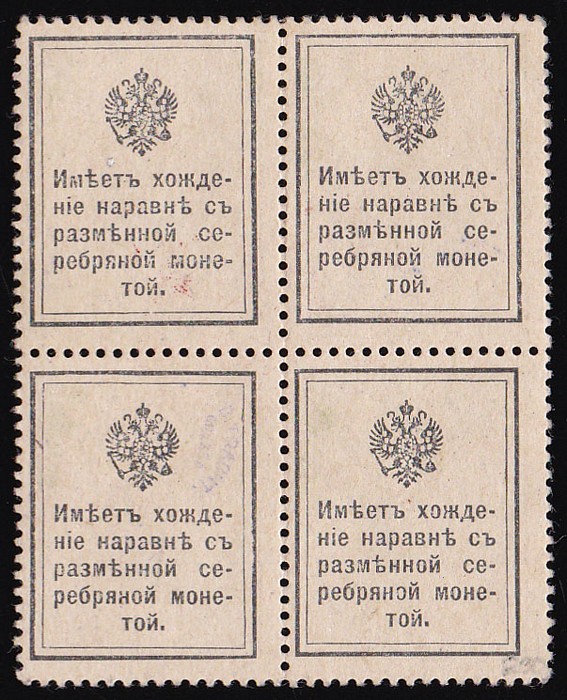 Имѣетъ хожде-
ніе наравнѣ съ
размѣнной се-
ребряной моне-
той.
Имѣетъ хожде-
ніе наравнѣ съ
размѣнной се-
ребряной моне-
той.
Имѣетъ хожде-
ніе наравнѣ съ
размѣнной се-
ребряной моне-
той.
Имѣетъ хожде-
ніе наравнѣ съ
размѣнной се-
ребряной моне-
той.